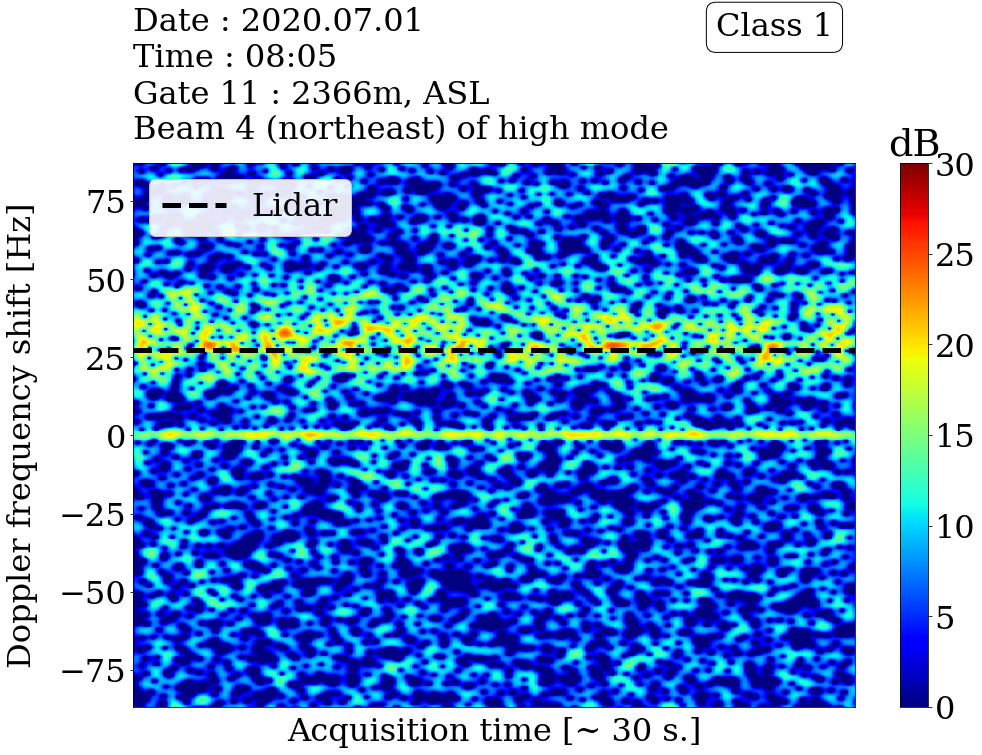 Date : 2020.07.01
Time : 08:05
Gate 11 : 2366m, ASL
Beam 4 (northeast) of high mode
Class 1
dB
Lidar
Doppler frequency shift [Hz]
75
50
25
0
−25
−50
−75
30
25
20
15
10
5
0
Acquisition time [~ 30 s.]